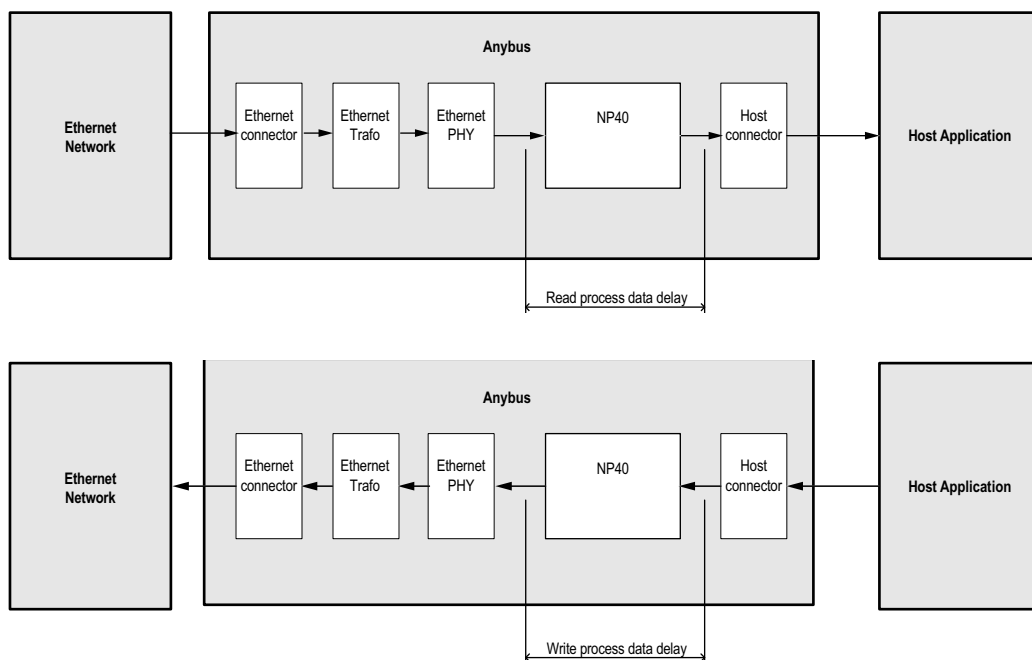 Anybus
Ethernet
Network
Ethernet
connector
Ethernet
Trafo
Ethernet
PHY
NP40
Host
connector
Host Application
Read process data delay
Anybus
Ethernet
Network
Ethernet
connector
Ethernet
Trafo
Ethernet
PHY
NP40
Host
connector
Host Application
Write process data delay